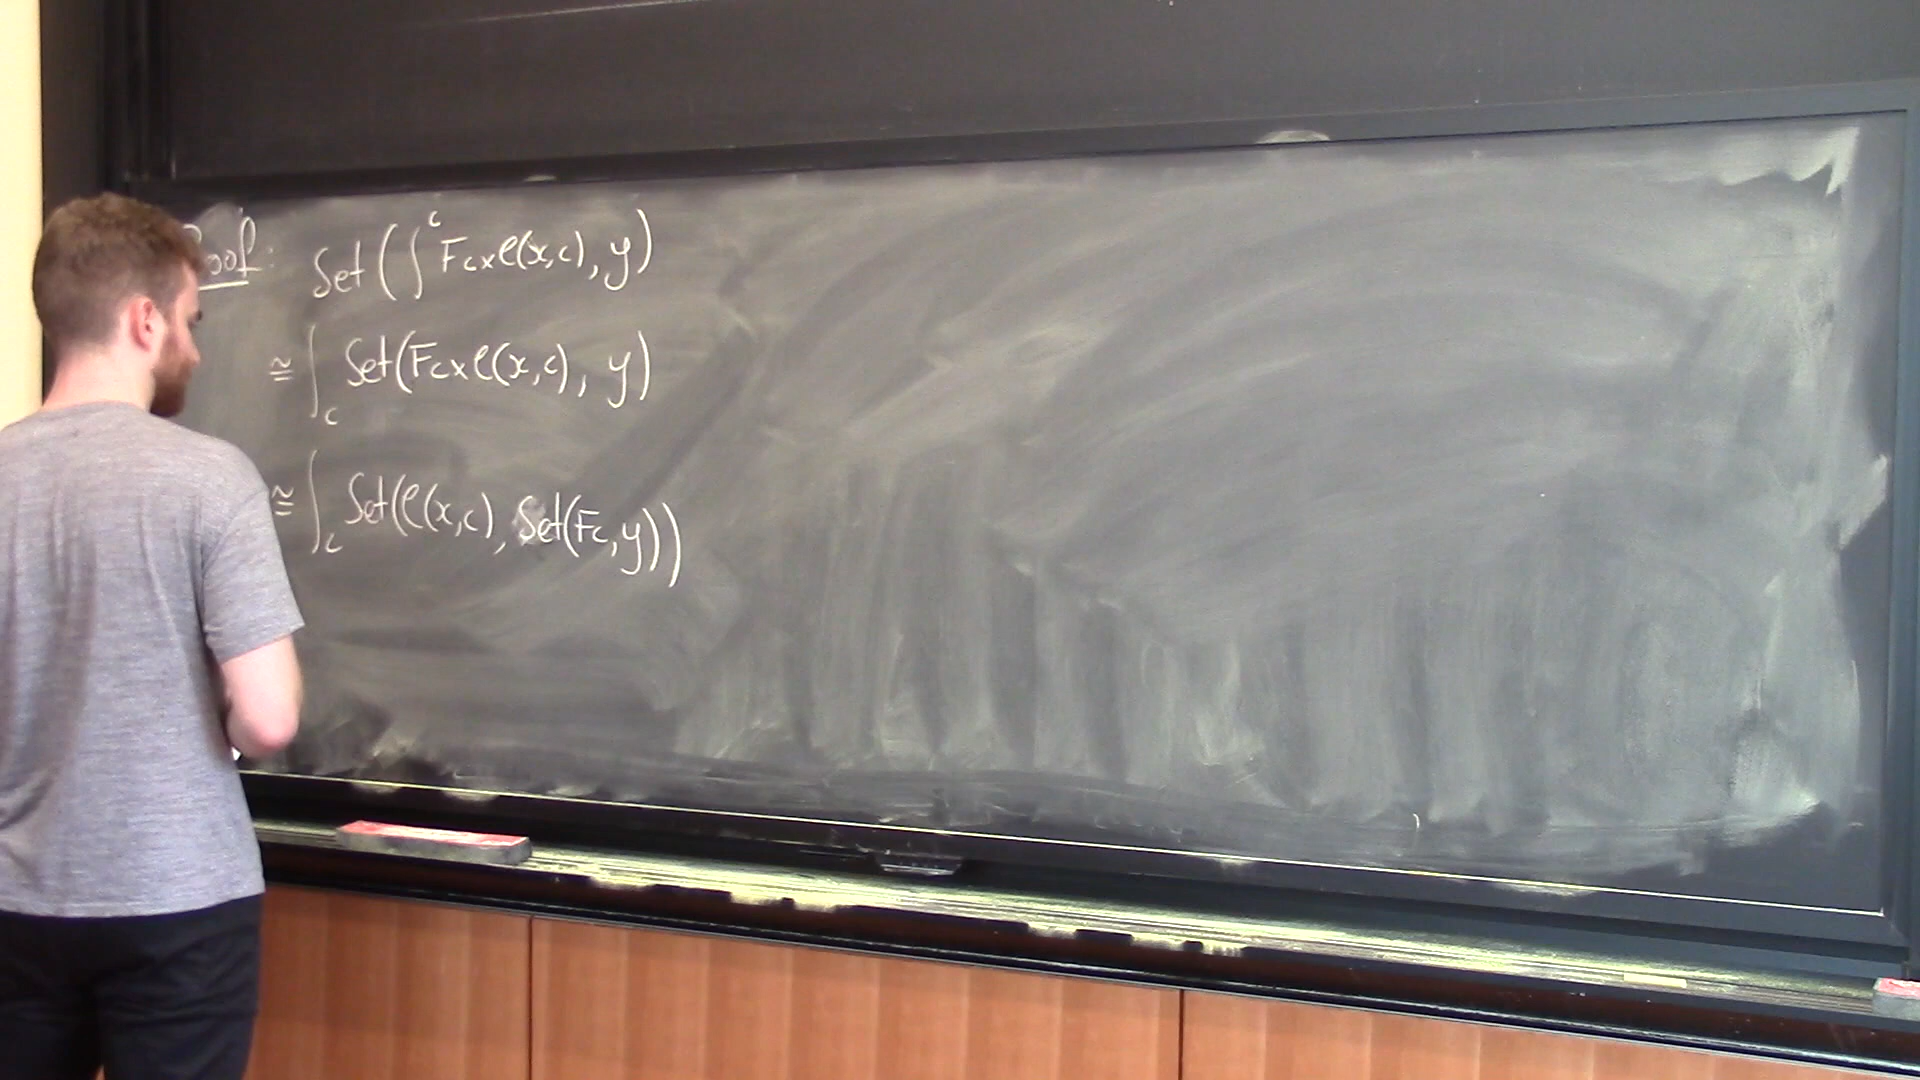 Proof: Set(∫^c Fc×𝒞(x,c), y)
≅ ∫_c Set(Fc×𝒞(x,c), y)
≅ ∫_c Set(𝒞(x,c), Set(Fc,y))